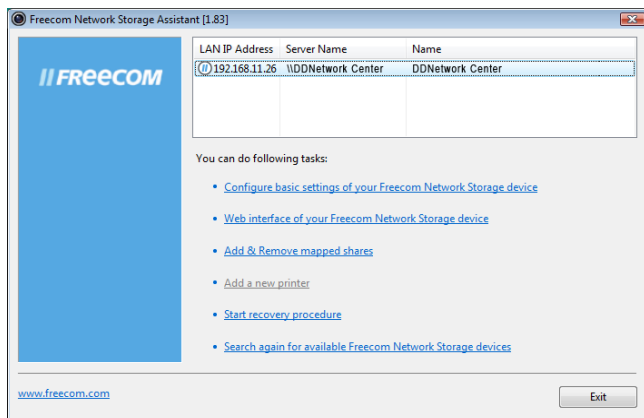 Freecom Network Storage Assistant [1.83]
//FREECOM
LAN IP Address Server Name Name
192.168.11.26 \\DDNetwork Center DDNetwork Center
You can do following tasks:
• Configure basic settings of your Freecom Network Storage device
• Web interface of your Freecom Network Storage device
• Add & Remove mapped shares
• Add a new printer
• Start recovery procedure
• Search again for available Freecom Network Storage devices
www.freecom.com
Exit